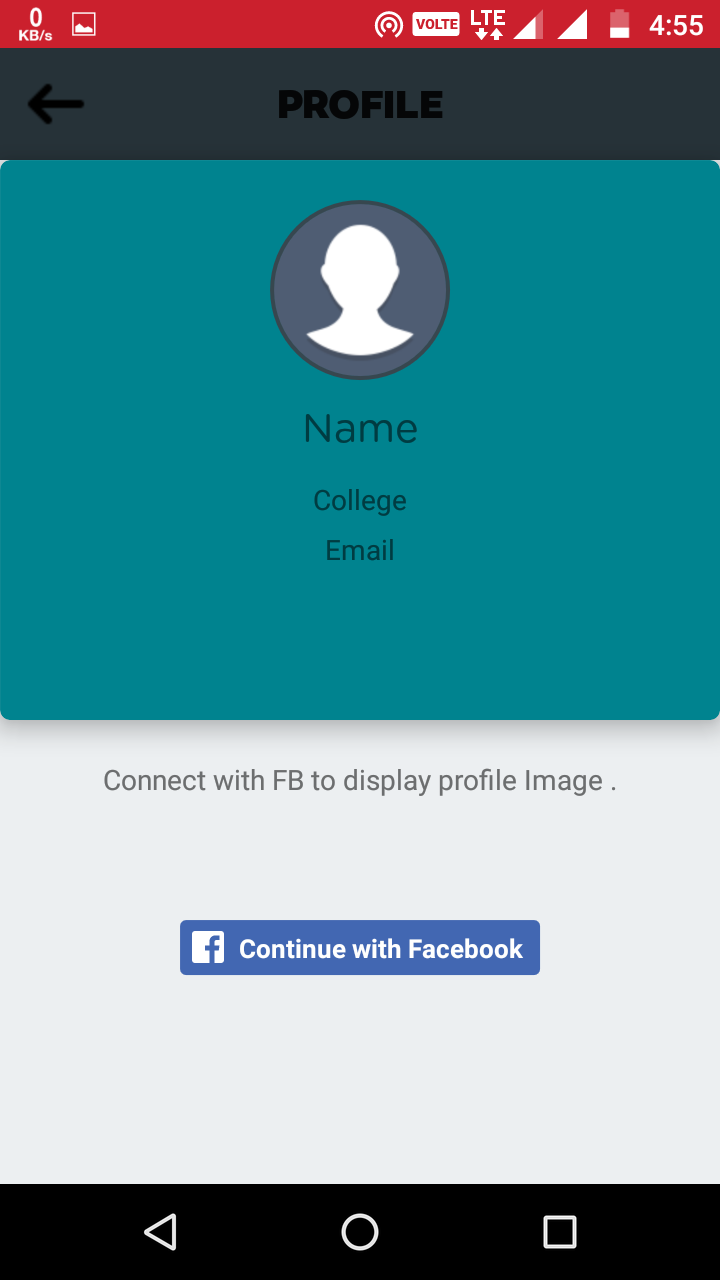 0
KB/s
VOLTE
LTE
4:55
PROFILE
Name
College
Email
Connect with FB to display profile Image .
Continue with Facebook